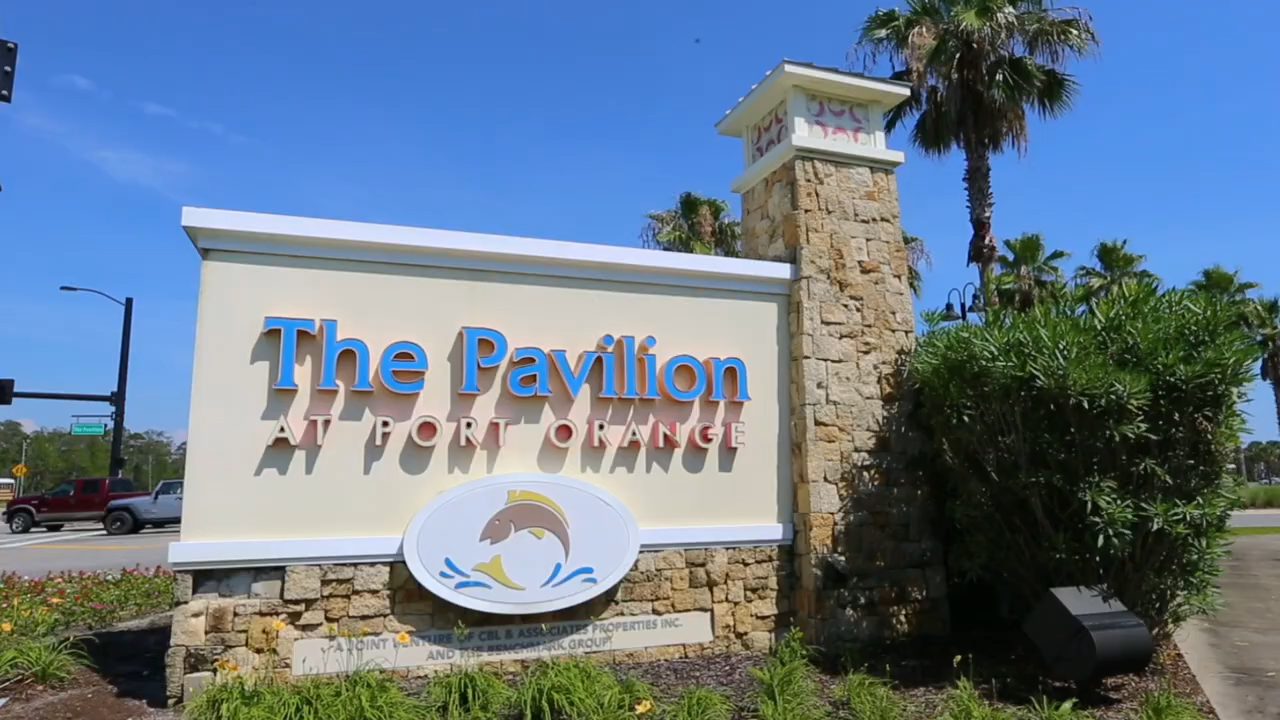 The Pavilion
AT PORT ORANGE
A JOINT VENTURE OF CBL & ASSOCIATES PROPERTIES INC.
AND THE BENCHMARK GROUP